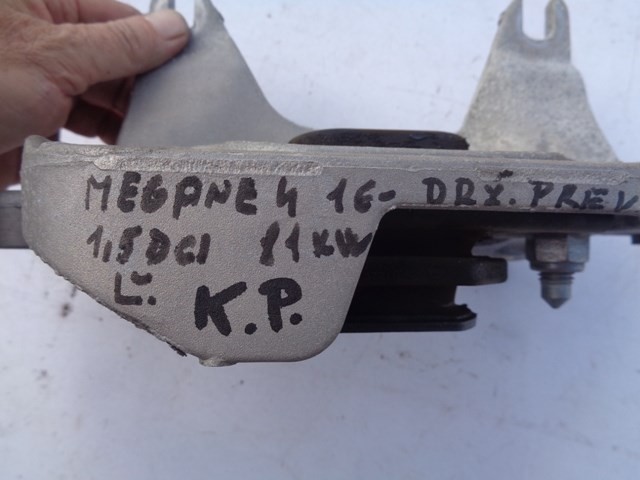 MEGANE 4 16- DRŽ. PREV
1,5 DCI 81 KW
Ľ. K.P.